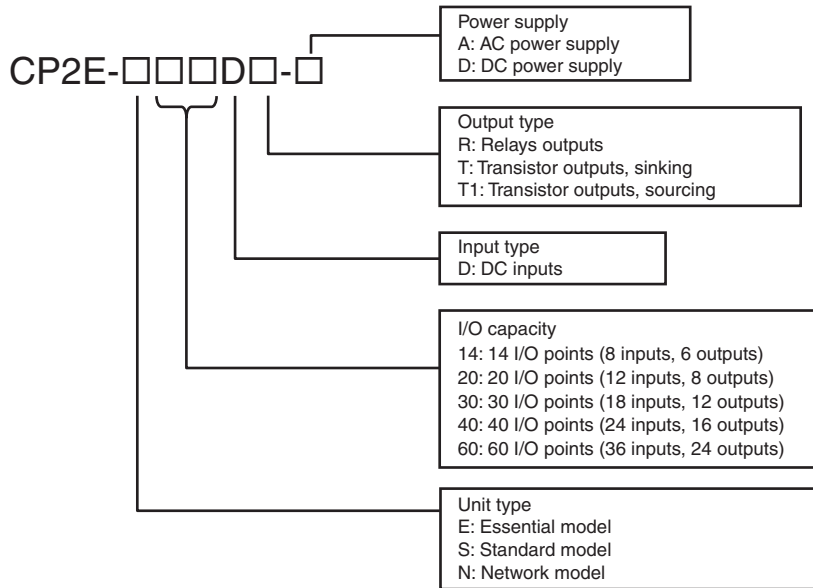 Power supply
A: AC power supply
D: DC power supply
CP2E-□□□D□-□
Output type
R: Relays outputs
T: Transistor outputs, sinking
T1: Transistor outputs, sourcing
Input type
D: DC inputs
I/O capacity
14: 14 I/O points (8 inputs, 6 outputs)
20: 20 I/O points (12 inputs, 8 outputs)
30: 30 I/O points (18 inputs, 12 outputs)
40: 40 I/O points (24 inputs, 16 outputs)
60: 60 I/O points (36 inputs, 24 outputs)
Unit type
E: Essential model
S: Standard model
N: Network model